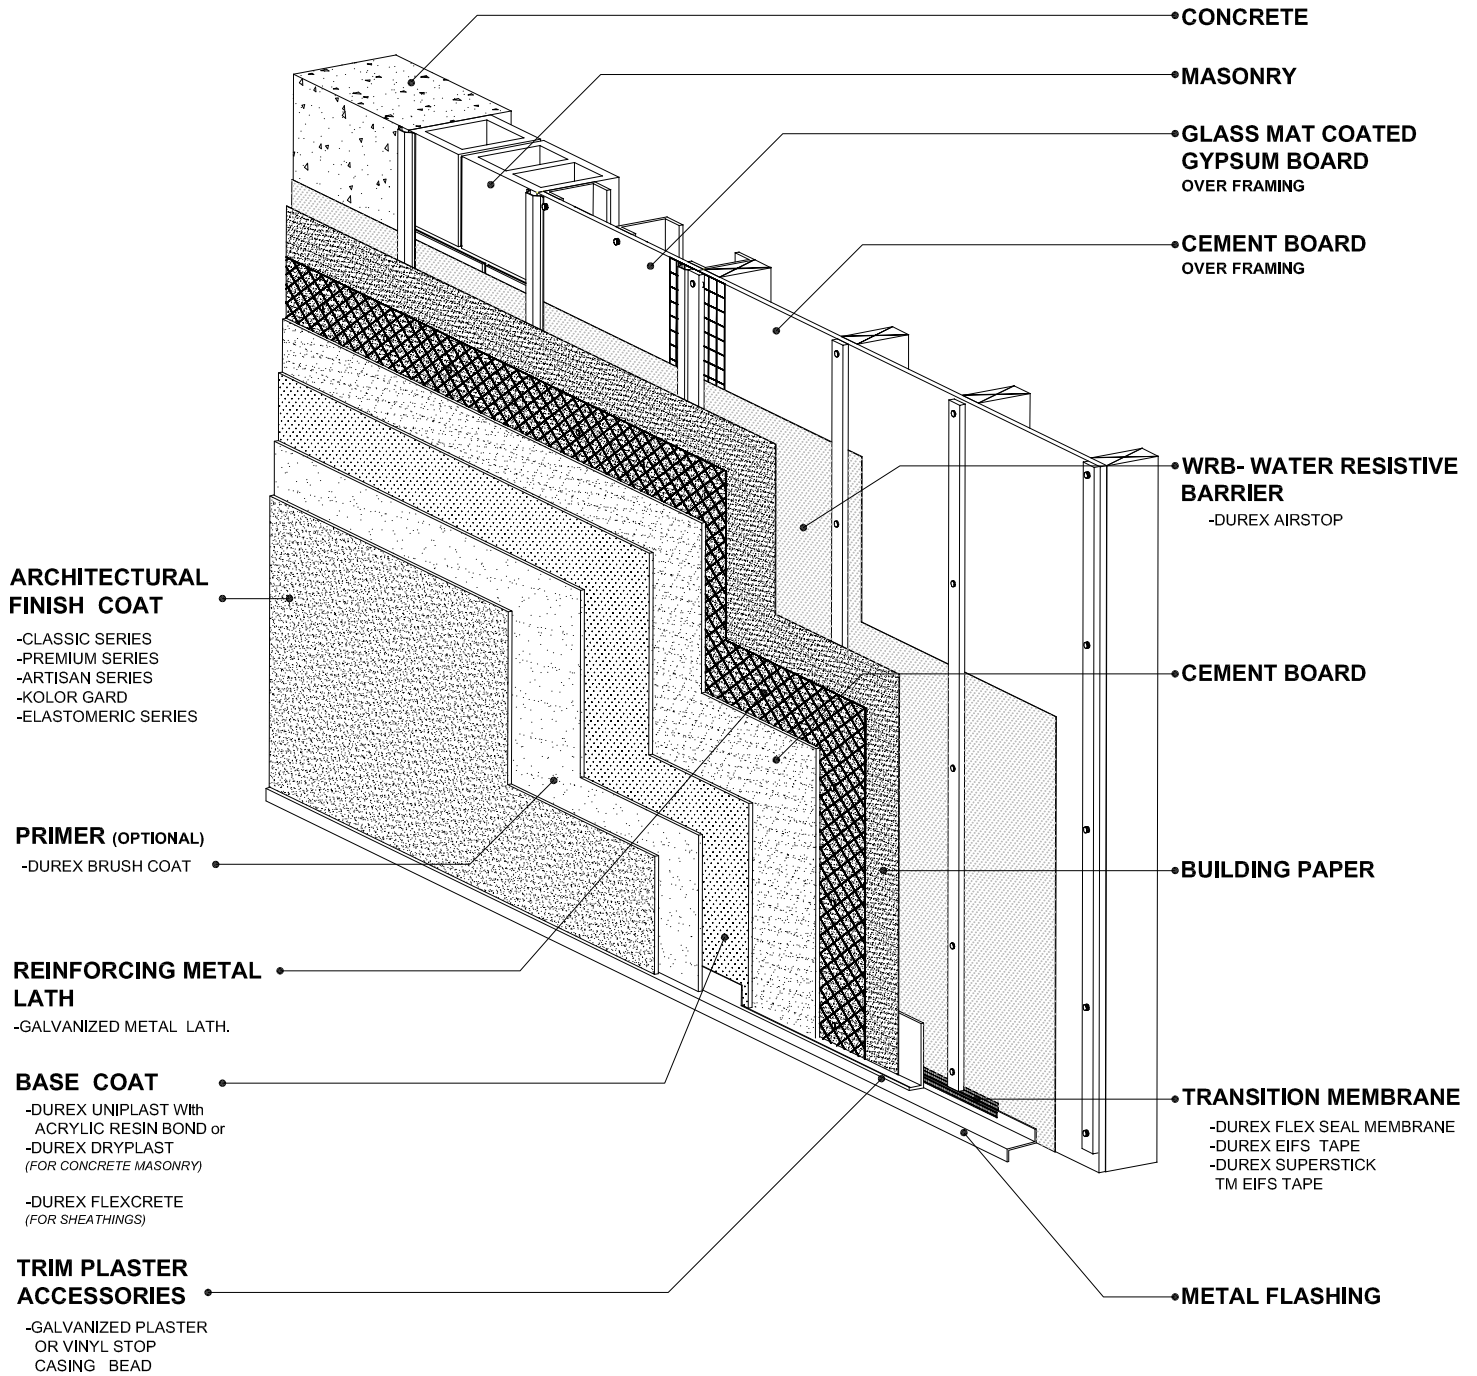 CONCRETE
MASONRY
GLASS MAT COATED
GYPSUM BOARD
OVER FRAMING
CEMENT BOARD
OVER FRAMING
WRB- WATER RESISTIVE
BARRIER
-DUREX AIRSTOP
CEMENT BOARD
BUILDING PAPER
TRANSITION MEMBRANE
-DUREX FLEX SEAL MEMBRANE
-DUREX EIFS TAPE
-DUREX SUPERSTICK
TM EIFS TAPE
METAL FLASHING
ARCHITECTURAL
FINISH COAT
-CLASSIC SERIES
-PREMIUM SERIES
-ARTISAN SERIES
-KOLOR GARD
-ELASTOMERIC SERIES
PRIMER (OPTIONAL)
-DUREX BRUSH COAT
REINFORCING METAL
LATH
-GALVANIZED METAL LATH.
BASE COAT
-DUREX UNIPLAST With
ACRYLIC RESIN BOND or
-DUREX DRYPLAST
(FOR CONCRETE MASONRY)
-DUREX FLEXCRETE
(FOR SHEATHINGS)
TRIM PLASTER
ACCESSORIES
-GALVANIZED PLASTER
OR VINYL STOP
CASING BEAD